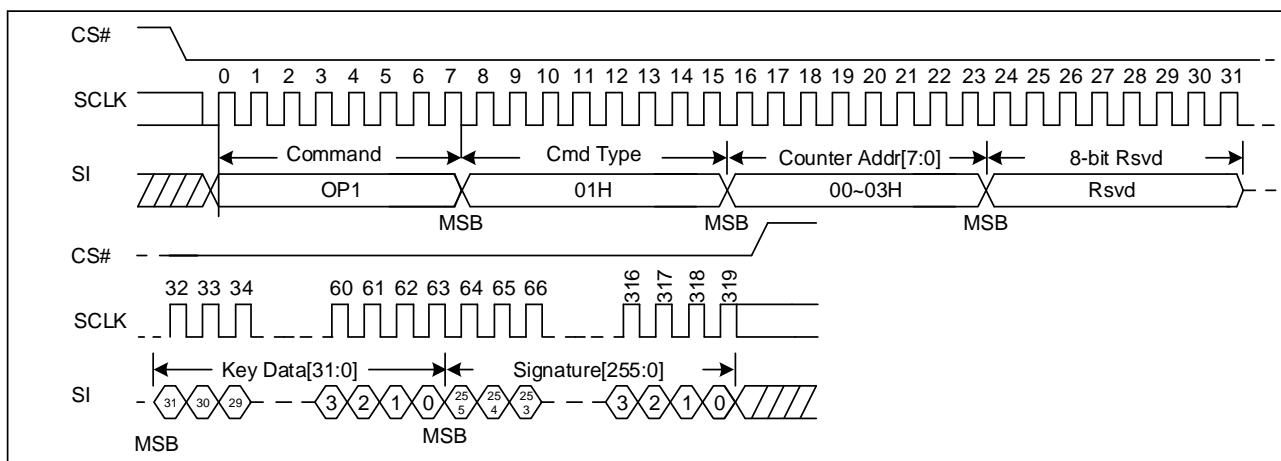 CS#
0 1 2 3 4 5 6 7 8 9 10 11 12 13 14 15 16 17 18 19 20 21 22 23 24 25 26 27 28 29 30 31
SCLK
Command Cmd Type Counter Addr[7:0] 8-bit Rsvd
SI
OP1 01H 00~03H Rsvd
MSB MSB MSB
CS#
32 33 34 60 61 62 63 64 65 66 316 317 318 319
SCLK
Key Data[31:0] Signature[255:0]
SI
31 30 29 3 2 1 0 255 254 253 3 2 1 0
MSB MSB